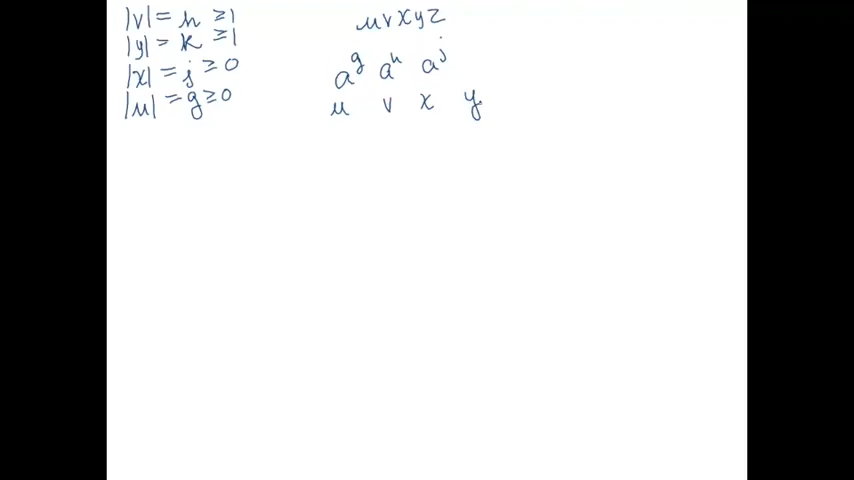 |v| = h ≥1
|y| = k ≥1
|x| = j ≥0
|u| = g ≥0
uvxyz
a^g a^h a^j
u v x y